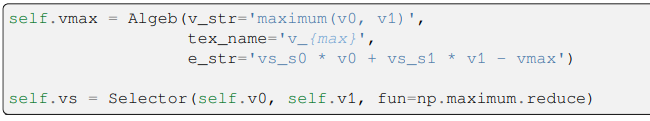 self.vmax = Algeb(v_str='maximum(v0, v1)',
tex_name='v_{max}',
e_str='vs_s0 * v0 + vs_s1 * v1 - vmax')
self.vs = Selector(self.v0, self.v1, fun=np.maximum.reduce)